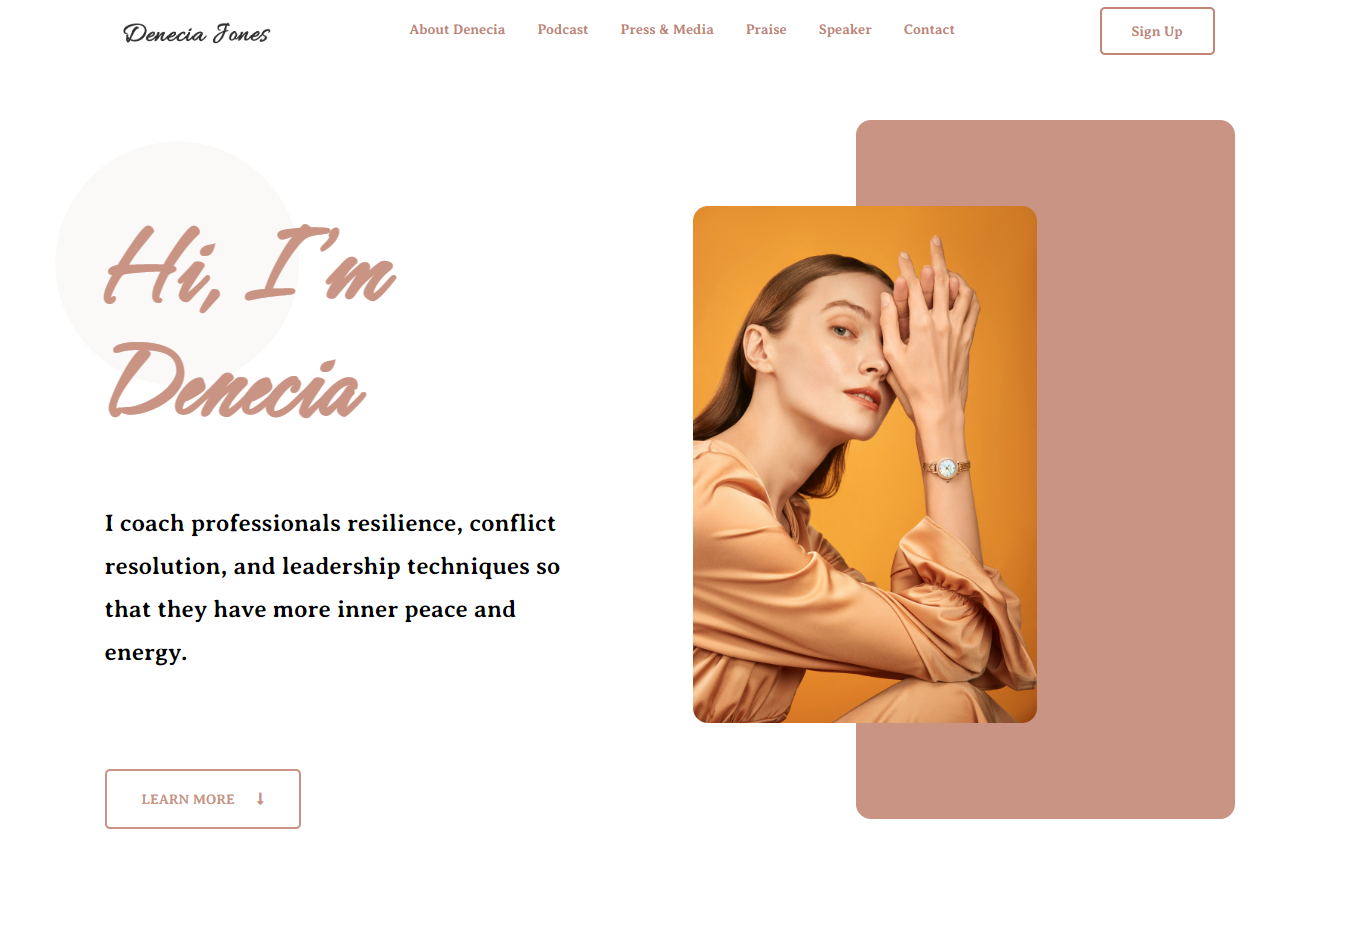 Denecia Jones
About Denecia Podcast Press & Media Praise Speaker Contact
Sign Up
Hi, I'm
Denecia
I coach professionals resilience, conflict
resolution, and leadership techniques so
that they have more inner peace and
energy.
LEARN MORE